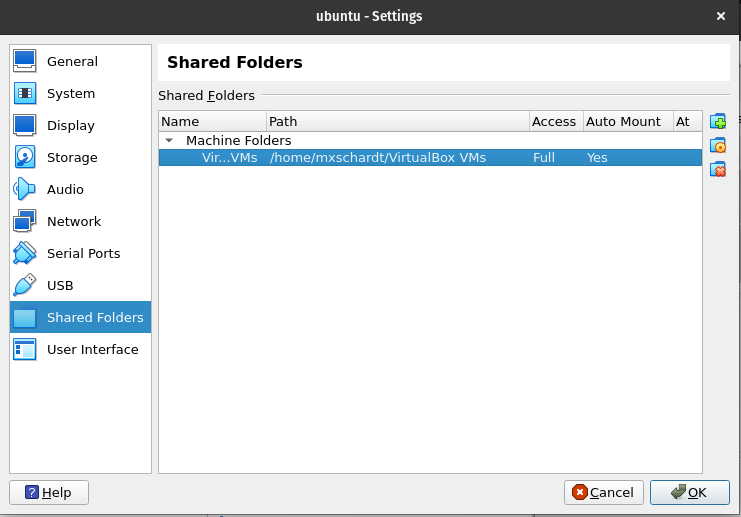 ubuntu - Settings
General
System
Display
Storage
Audio
Network
Serial Ports
USB
Shared Folders
User Interface
Shared Folders
Shared Folders
Name Path Access Auto Mount At
Machine Folders
Vir...VMs /home/mxschardt/VirtualBox VMs Full Yes
Help Cancel OK